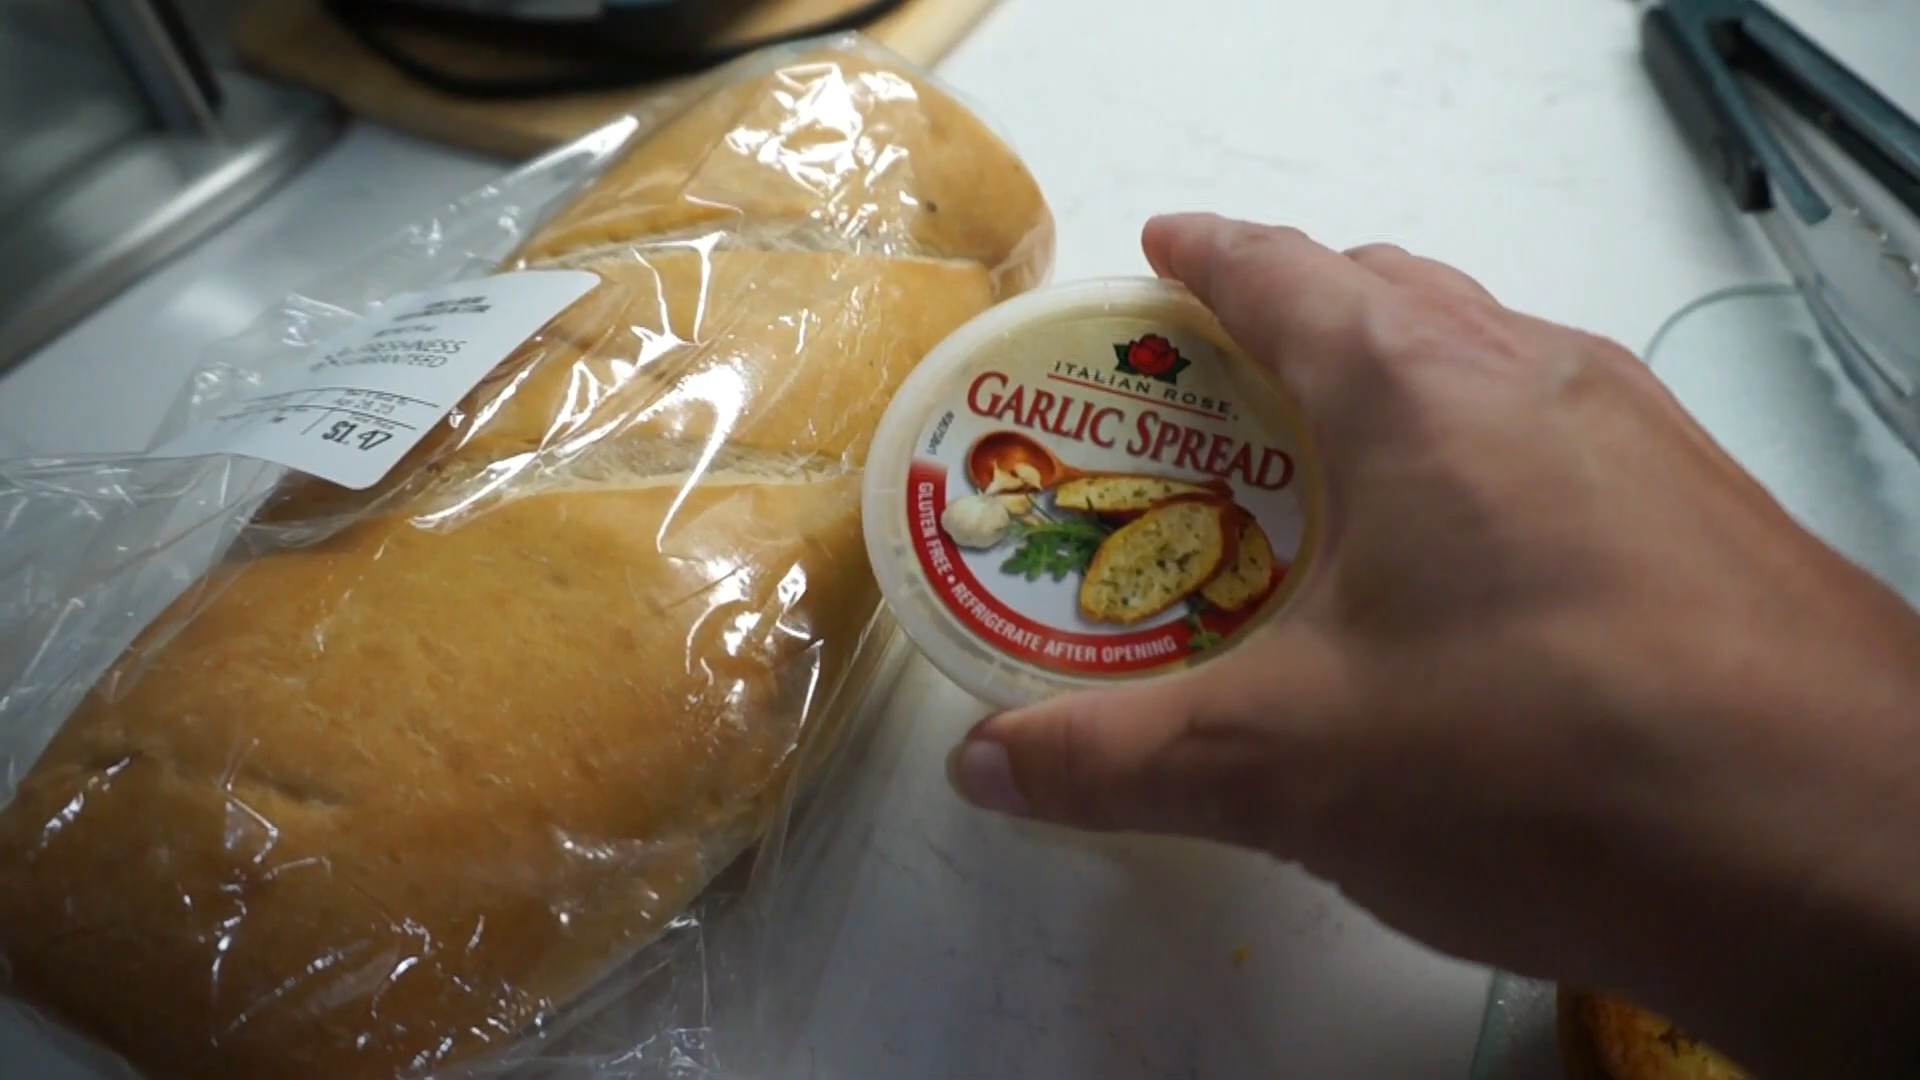 FRESHNESS
GUARANTEED
$1.47
ITALIAN ROSE
GARLIC SPREAD
GLUTEN FREE • REFRIGERATE AFTER OPENING